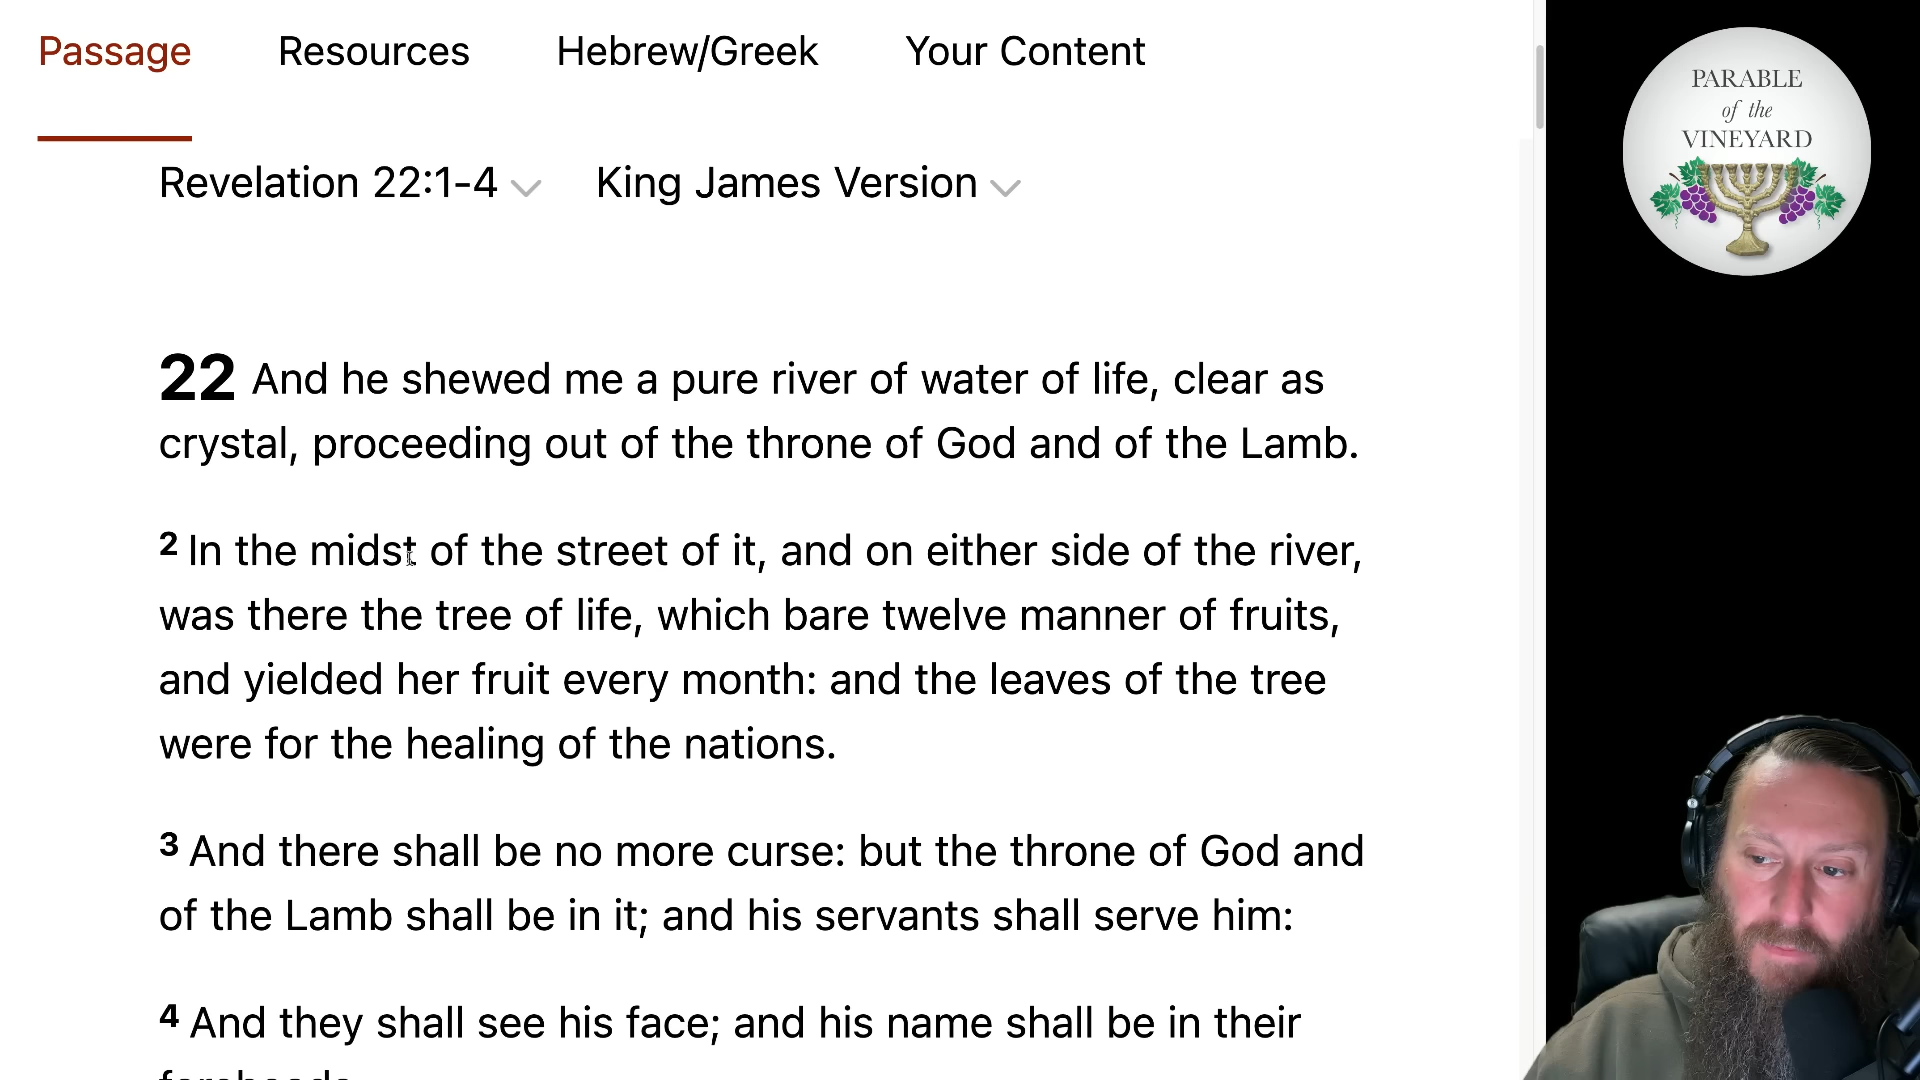 Passage Resources Hebrew/Greek Your Content
Revelation 22:1-4 King James Version
22 And he shewed me a pure river of water of life, clear as
crystal, proceeding out of the throne of God and of the Lamb.
2 In the midst of the street of it, and on either side of the river,
was there the tree of life, which bare twelve manner of fruits,
and yielded her fruit every month: and the leaves of the tree
were for the healing of the nations.
3 And there shall be no more curse: but the throne of God and
of the Lamb shall be in it; and his servants shall serve him:
4 And they shall see his face; and his name shall be in their
PARABLE
of the
VINEYARD